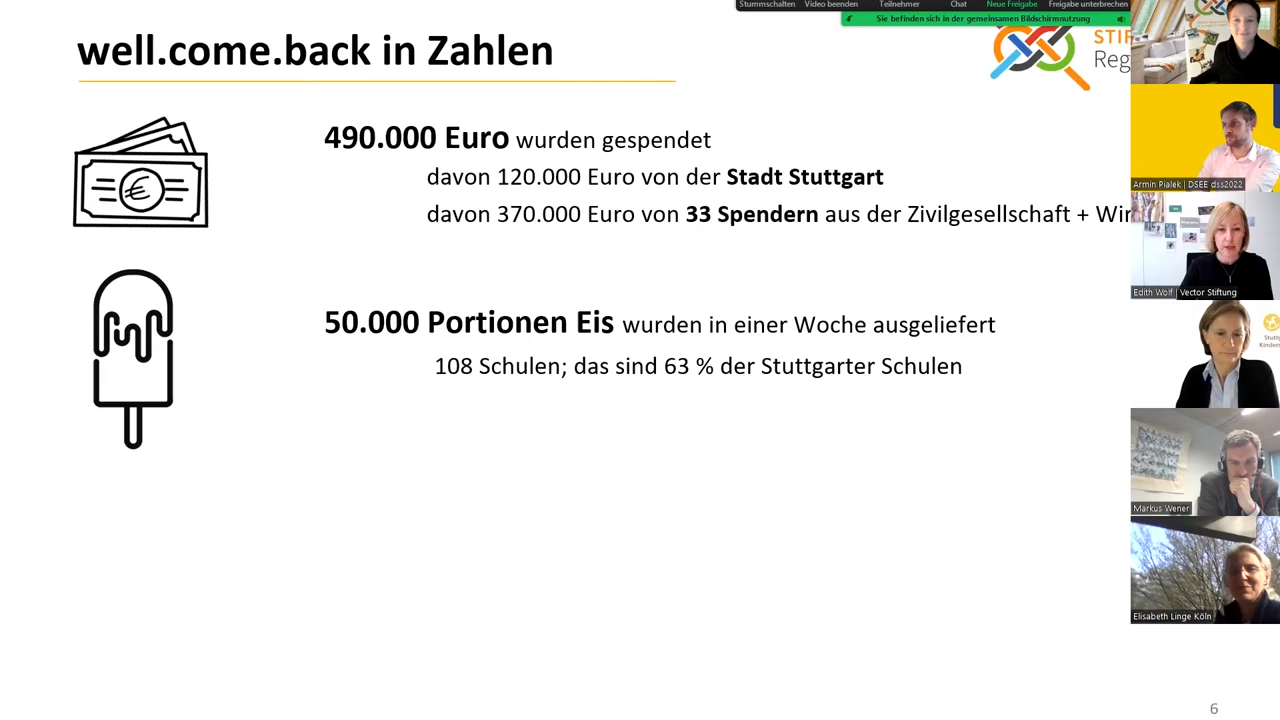 Stummschalten Video beenden Teilnehmer Chat Neue Freigabe Freigabe unterbrechen
Sie befinden sich in der gemeinsamen Bildschirmnutzung
well.come.back in Zahlen
STIF
Reg
490.000 Euro wurden gespendet
davon 120.000 Euro von der Stadt Stuttgart
davon 370.000 Euro von 33 Spendern aus der Zivilgesellschaft + Wir
50.000 Portionen Eis wurden in einer Woche ausgeliefert
108 Schulen; das sind 63 % der Stuttgarter Schulen
Armin Pialek | DSEE dss2022
Edith Wolf | Vector Stiftung
Markus Wener
Elisabeth Linge Köln
6